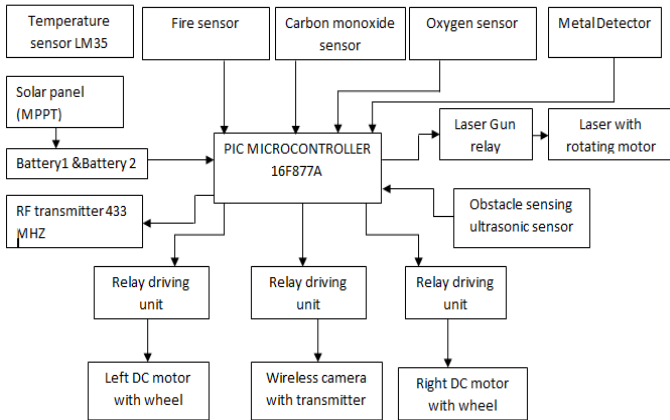 Temperature
sensor LM35
Fire sensor
Carbon monoxide
sensor
Oxygen sensor
Metal Detector
Solar panel
(MPPT)
Battery1 &Battery 2
PIC MICROCONTROLLER
16F877A
Laser Gun
relay
Laser with
rotating motor
RF transmitter 433
MHZ
Obstacle sensing
ultrasonic sensor
Relay driving
unit
Relay driving
unit
Relay driving
unit
Left DC motor
with wheel
Wireless camera
with transmitter
Right DC motor
with wheel